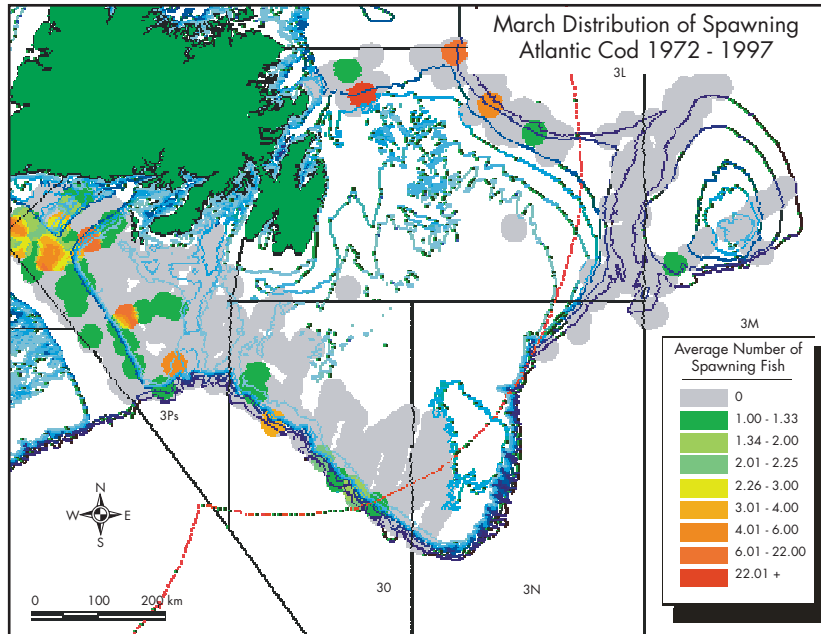 March Distribution of Spawning
Atlantic Cod 1972 - 1997
3L
3M
3Ps
30
3N
N
W E
S
0 100 200 km
Average Number of
Spawning Fish
0
1.00 - 1.33
1.34 - 2.00
2.01 - 2.25
2.26 - 3.00
3.01 - 4.00
4.01 - 6.00
6.01 - 22.00
22.01 +